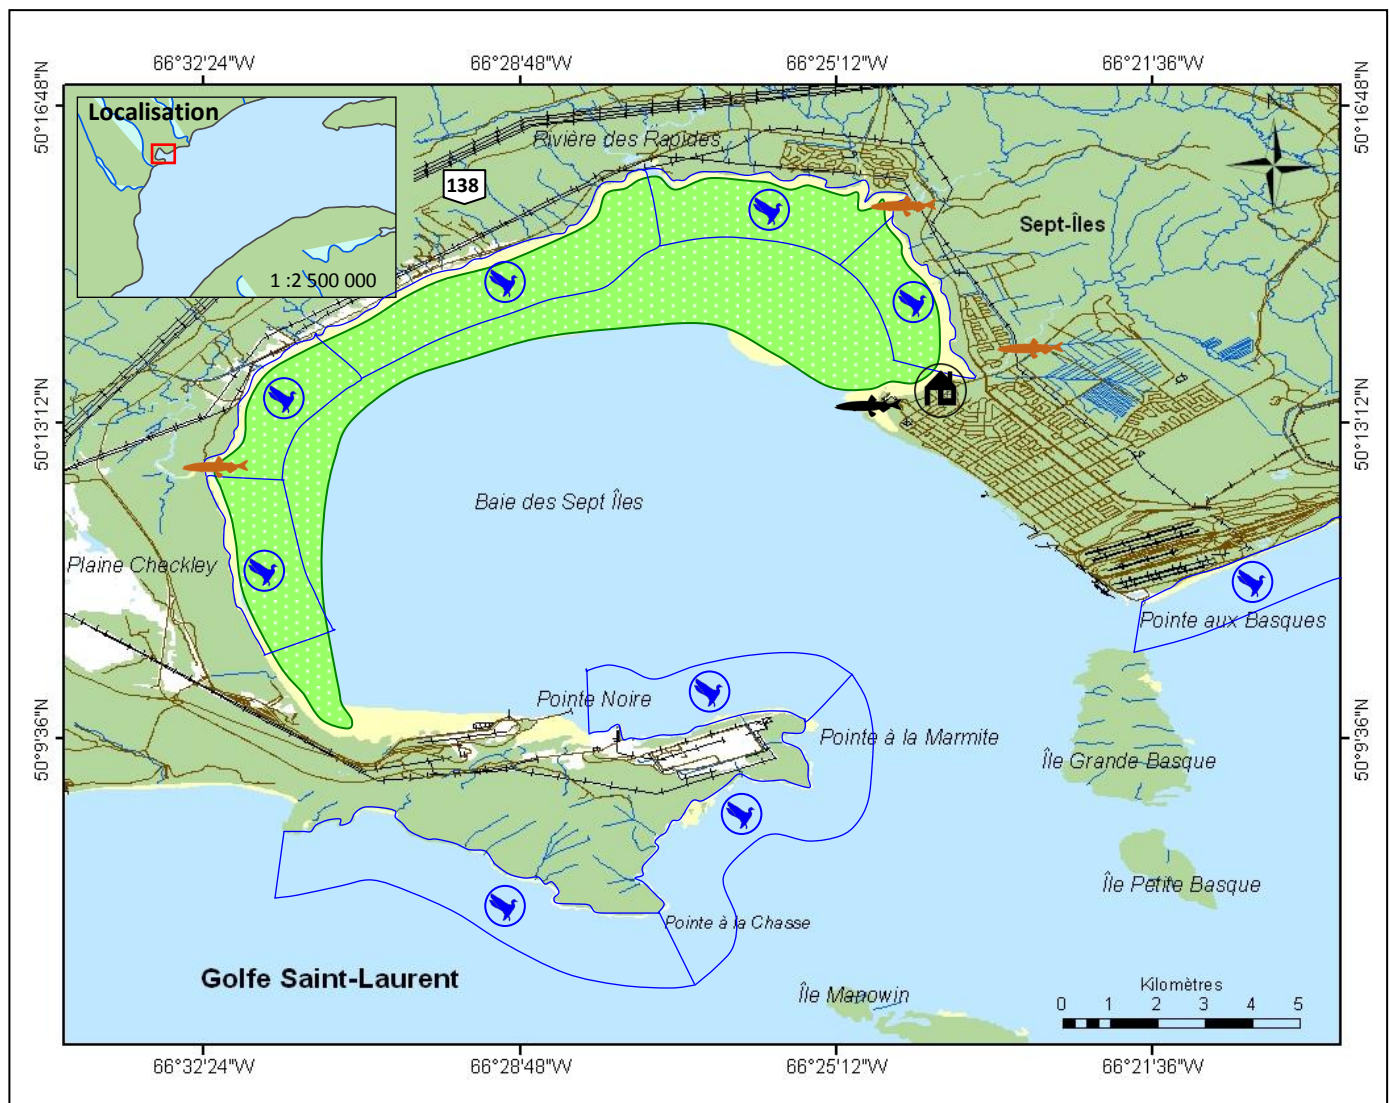 66°32'24"W 66°28'48"W 66°25'12"W 66°21'36"W
50°16'48"N
50°16'48"N
Localisation
1 :2 500 000
Rivière des Rapides
138
N
Sept-Îles
50°13'12"N
50°13'12"N
Baie des Sept Îles
Plaine Checkley
Pointe aux Basques
Pointe Noire
50°9'36"N
50°9'36"N
Pointe à la Marmite
Île Grande Basque
Île Petite Basque
Pointe à la Chasse
Golfe Saint-Laurent
Île Manowin
Kilomètres
0 1 2 3 4 5
66°32'24"W 66°28'48"W 66°25'12"W 66°21'36"W